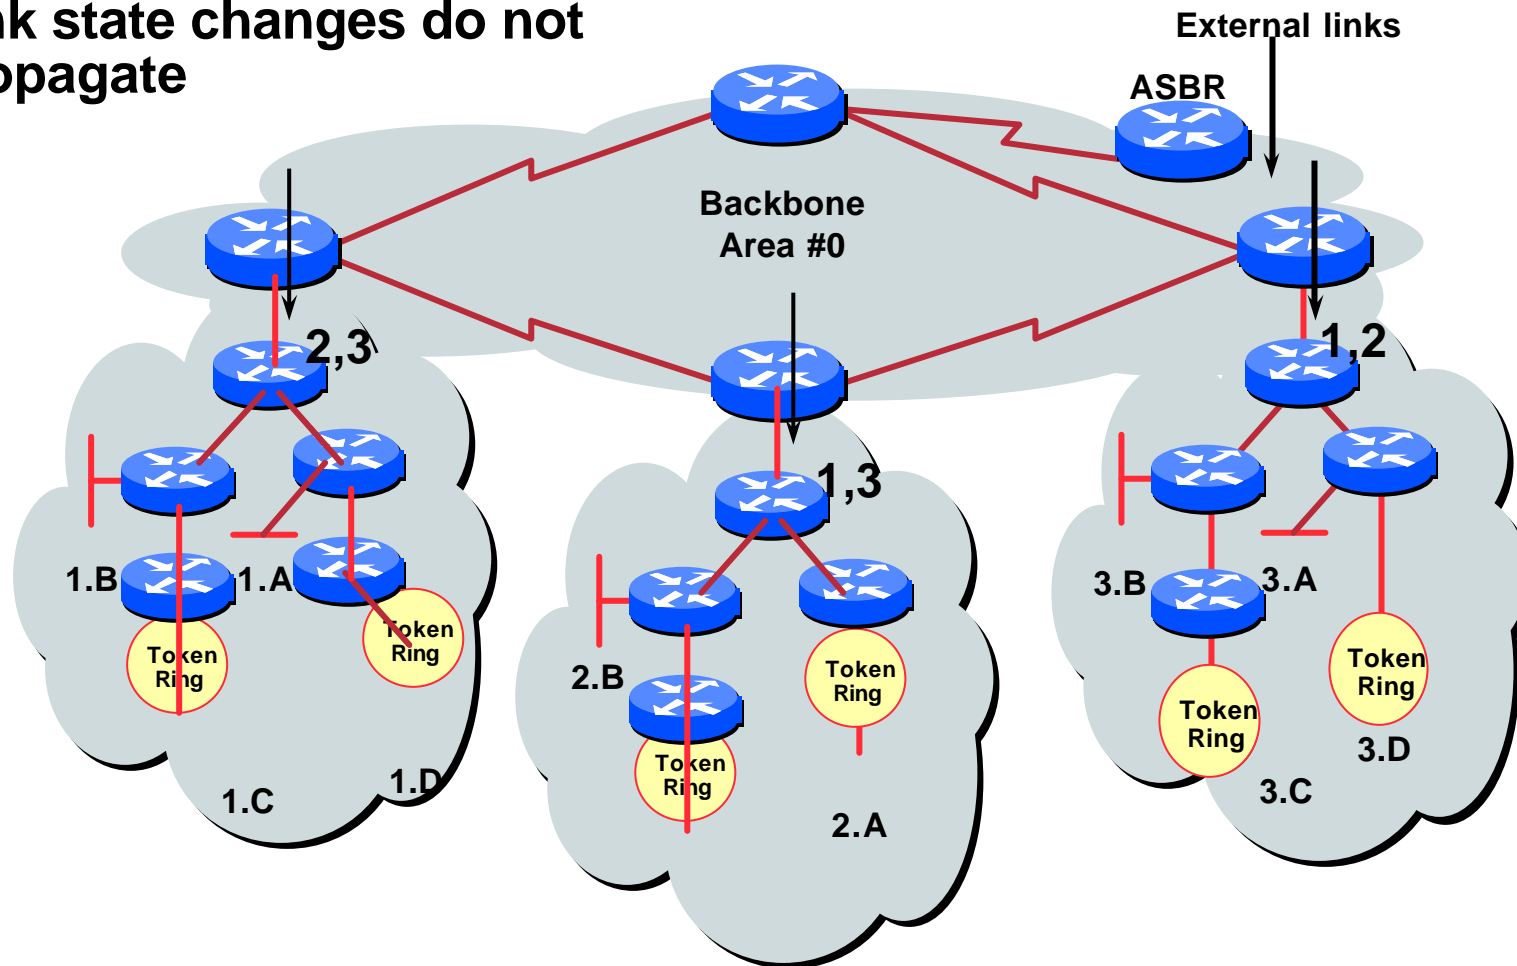 nk state changes do not
opagate
External links
ASBR
Backbone
Area #0
2,3
1,2
1,3
1.B
1.A
Token
Ring
Token
Ring
1.C
1.D
2.B
Token
Ring
Token
Ring
2.A
3.B
3.A
Token
Ring
Token
Ring
3.D
3.C